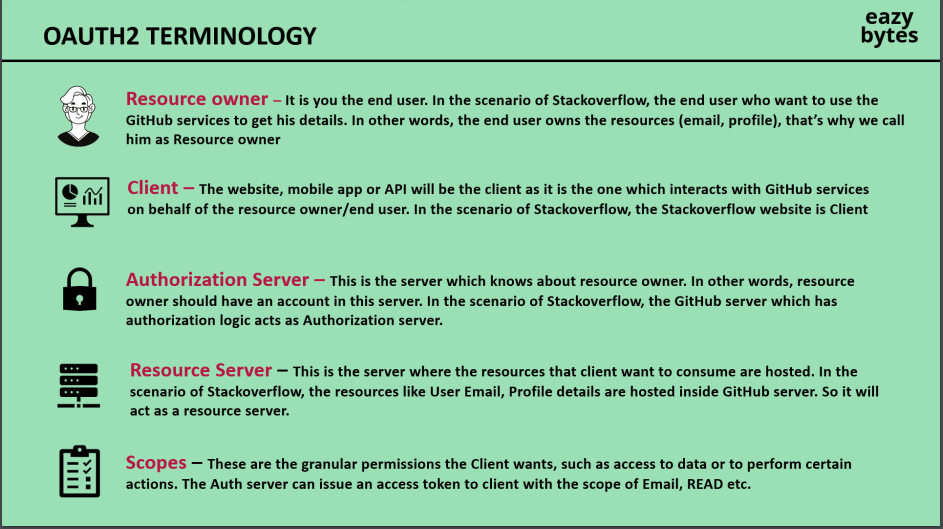 OAUTH2 TERMINOLOGY
eazy
bytes
Resource owner – It is you the end user. In the scenario of Stackoverflow, the end user who want to use the
GitHub services to get his details. In other words, the end user owns the resources (email, profile), that’s why we call
him as Resource owner
Client – The website, mobile app or API will be the client as it is the one which interacts with GitHub services
on behalf of the resource owner/end user. In the scenario of Stackoverflow, the Stackoverflow website is Client
Authorization Server – This is the server which knows about resource owner. In other words, resource
owner should have an account in this server. In the scenario of Stackoverflow, the GitHub server which has
authorization logic acts as Authorization server.
Resource Server – This is the server where the resources that client want to consume are hosted. In the
scenario of Stackoverflow, the resources like User Email, Profile details are hosted inside GitHub server. So it will
act as a resource server.
Scopes – These are the granular permissions the Client wants, such as access to data or to perform certain
actions. The Auth server can issue an access token to client with the scope of Email, READ etc.